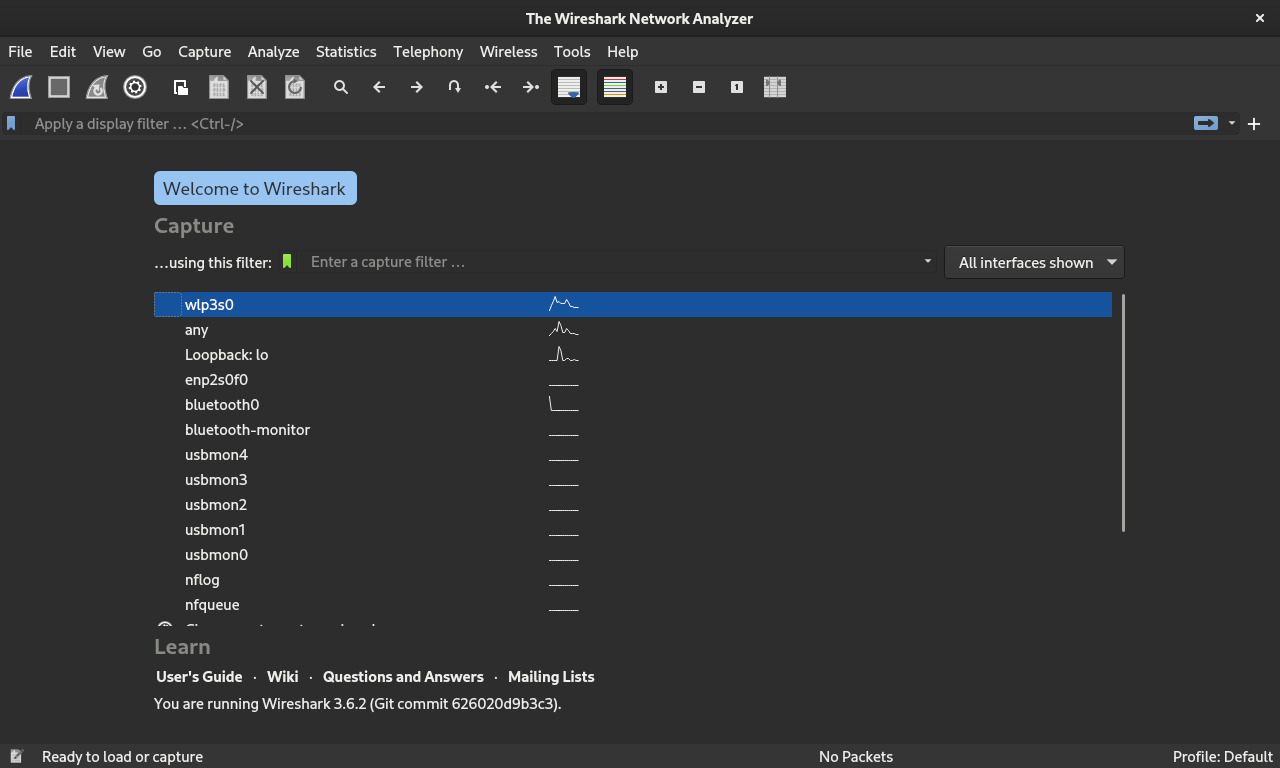 The Wireshark Network Analyzer
File Edit View Go Capture Analyze Statistics Telephony Wireless Tools Help
Apply a display filter … <Ctrl-/>
Welcome to Wireshark
Capture
…using this filter: Enter a capture filter … All interfaces shown
wlp3s0
any
Loopback: lo
enp2s0f0
bluetooth0
bluetooth-monitor
usbmon4
usbmon3
usbmon2
usbmon1
usbmon0
nflog
nfqueue
Learn
User's Guide · Wiki · Questions and Answers · Mailing Lists
You are running Wireshark 3.6.2 (Git commit 626020d9b3c3).
Ready to load or capture No Packets Profile: Default